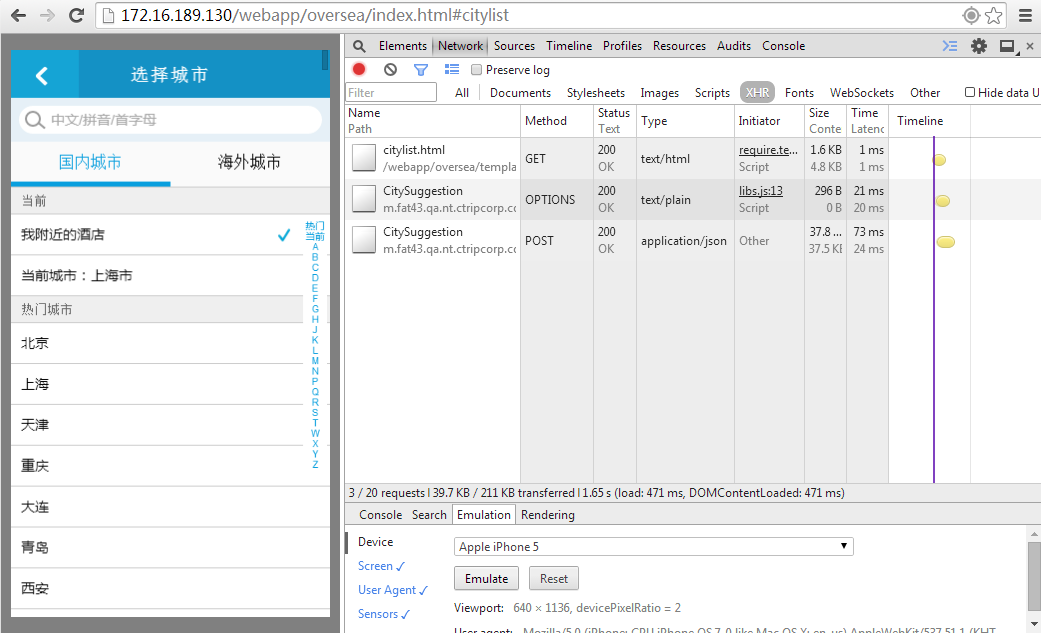 172.16.189.130/webapp/oversea/index.html#citylist
选择城市
中文/拼音/首字母
国内城市 海外城市
当前
我附近的酒店
当前城市：上海市
热门城市
北京
上海
天津
重庆
大连
青岛
西安
热门
当前
A
B
C
D
E
F
G
H
J
K
L
M
N
P
Q
R
S
T
W
X
Y
Z
Elements Network Sources Timeline Profiles Resources Audits Console
Preserve log
Filter All Documents Stylesheets Images Scripts XHR Fonts WebSockets Other Hide data U
Name Method Status Type Initiator Size Time Timeline
Path Text Conte Latenc
citylist.html GET 200 text/html require.te... 1.6 KB 1 ms
/webapp/oversea/templa OK Script 4.8 KB 1 ms
CitySuggestion OPTIONS 200 text/plain libs.js:13 296 B 21 ms
m.fat43.qa.nt.ctripcorp.cc OK Script 0 B 20 ms
CitySuggestion POST 200 application/json Other 37.8 ... 73 ms
m.fat43.qa.nt.ctripcorp.cc OK 37.5 KE 24 ms
3 / 20 requests | 39.7 KB / 211 KB transferred | 1.65 s (load: 471 ms, DOMContentLoaded: 471 ms)
Console Search Emulation Rendering
Device
Screen ✓
User Agent ✓
Sensors ✓
Apple iPhone 5
Emulate Reset
Viewport: 640 × 1136, devicePixelRatio = 2
User agent: Mozilla/5.0 (iPhone; CPU iPhone OS 7_0 like Mac OS X; en-us) AppleWebKit/537.51.1 (KHT